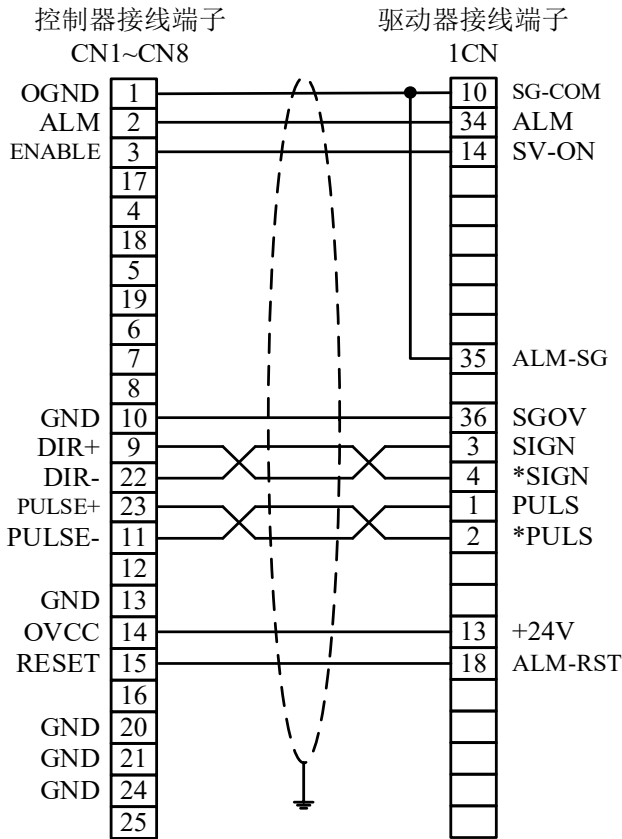 控制器接线端子 驱动器接线端子
CN1~CN8 1CN
OGND 1 10 SG-COM
ALM 2 34 ALM
ENABLE 3 14 SV-ON
17
4
18
5
19
6
7 35 ALM-SG
8
GND 10 36 SGOV
DIR+ 9 3 SIGN
DIR- 22 4 *SIGN
PULSE+ 23 1 PULS
PULSE- 11 2 *PULS
12
GND 13
OVCC 14 13 +24V
RESET 15 18 ALM-RST
16
GND 20
GND 21
GND 24
25